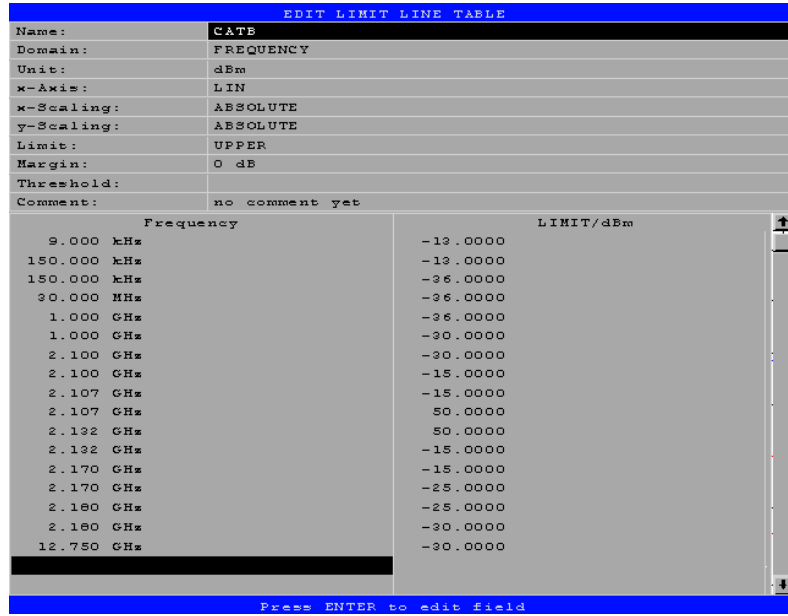 EDIT LIMIT LINE TABLE
Name: CATB
Domain: FREQUENCY
Unit: dBm
x-Axis: LIN
x-Scaling: ABSOLUTE
y-Scaling: ABSOLUTE
Limit: UPPER
Margin: 0 dB
Threshold:
Comment: no comment yet
Frequency LIMIT/dBm
9.000 kHz -13.0000
150.000 kHz -13.0000
150.000 kHz -36.0000
30.000 MHz -36.0000
1.000 GHz -36.0000
1.000 GHz -30.0000
2.100 GHz -30.0000
2.100 GHz -15.0000
2.107 GHz -15.0000
2.107 GHz 50.0000
2.132 GHz 50.0000
2.132 GHz -15.0000
2.170 GHz -15.0000
2.170 GHz -25.0000
2.180 GHz -25.0000
2.180 GHz -30.0000
12.750 GHz -30.0000
Press ENTER to edit field